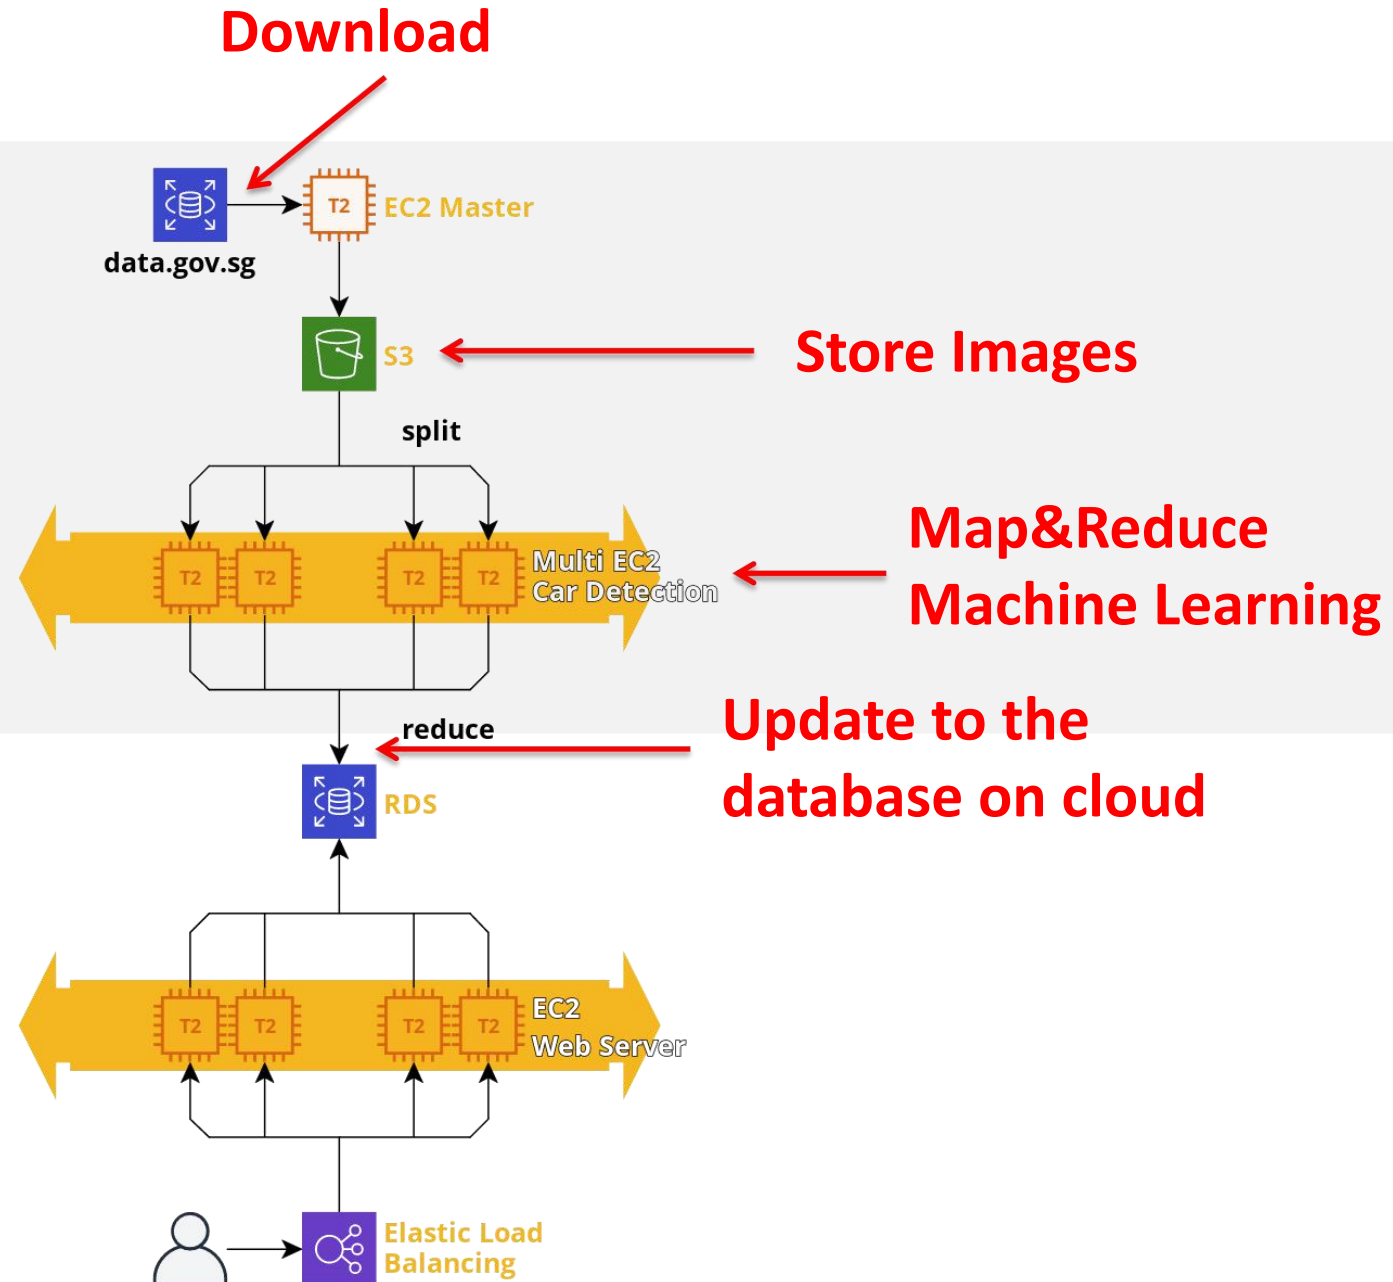 Download
T2
EC2 Master
data.gov.sg
S3
Store Images
split
T2
T2
T2
T2
Multi EC2
Car Detection
Map&Reduce
Machine Learning
reduce
Update to the
database on cloud
RDS
T2
T2
T2
T2
EC2
Web Server
Elastic Load
Balancing